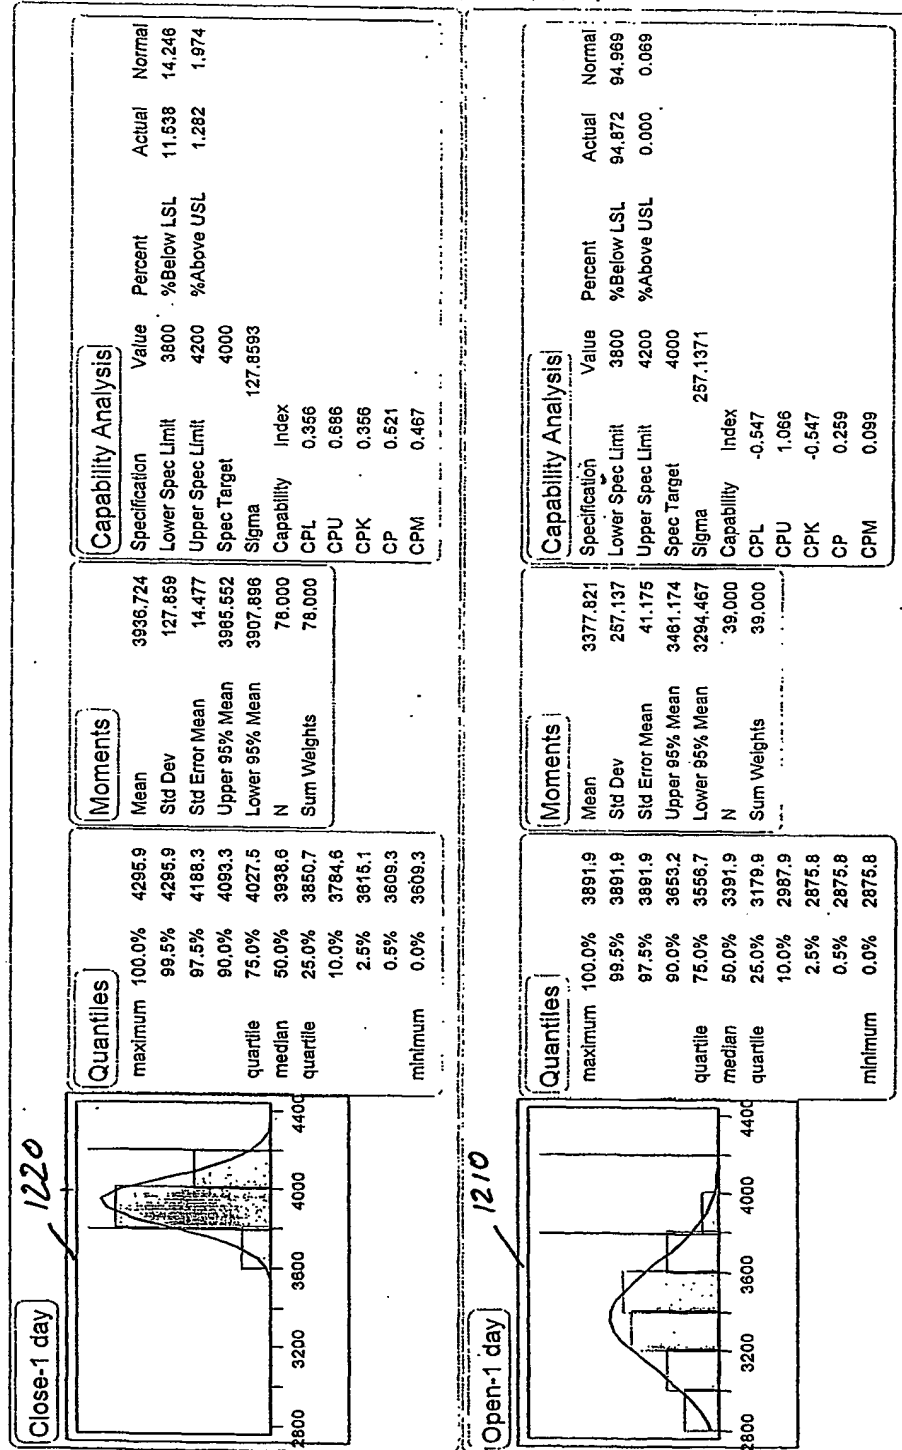 Close-1 day
1220
2800 3200 3600 4000 4400
Quantiles
maximum 100.0% 4295.9
99.5% 4295.9
97.5% 4188.3
90.0% 4093.3
quartile 75.0% 4027.5
median 50.0% 3938.6
quartile 25.0% 3850.7
10.0% 3784.6
2.5% 3615.1
0.5% 3609.3
minimum 0.0% 3609.3
Moments
Mean 3936.724
Std Dev 127.859
Std Error Mean 14.477
Upper 95% Mean 3965.552
Lower 95% Mean 3907.896
N 78.000
Sum Weights 78.000
Capability Analysis
Specification Value Percent Actual Normal
Lower Spec Limit 3800 %Below LSL 11.538 14.246
Upper Spec Limit 4200 %Above USL 1.282 1.974
Spec Target 4000
Sigma 127.8593
Capability Index
CPL 0.356
CPU 0.686
CPK 0.356
CP 0.521
CPM 0.467
Open-1 day
1210
2800 3200 3600 4000 4400
Quantiles
maximum 100.0% 3891.9
99.5% 3891.9
97.5% 3891.9
90.0% 3653.2
quartile 75.0% 3556.7
median 50.0% 3391.9
quartile 25.0% 3179.9
10.0% 2987.9
2.5% 2875.8
0.5% 2875.8
minimum 0.0% 2875.8
Moments
Mean 3377.821
Std Dev 257.137
Std Error Mean 41.175
Upper 95% Mean 3461.174
Lower 95% Mean 3294.467
N 39.000
Sum Weights 39.000
Capability Analysis
Specification Value Percent Actual Normal
Lower Spec Limit 3800 %Below LSL 94.872 94.969
Upper Spec Limit 4200 %Above USL 0.000 0.069
Spec Target 4000
Sigma 257.1371
Capability Index
CPL -0.547
CPU 1.066
CPK -0.547
CP 0.259
CPM 0.099